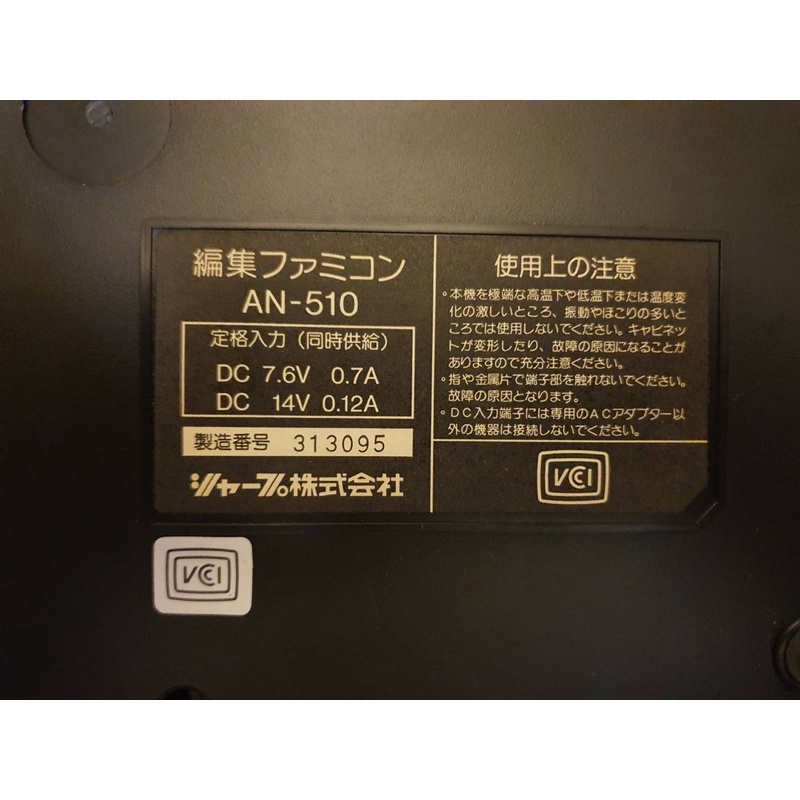 編集ファミコン
AN-510
定格入力（同時供給）
DC 7.6V 0.7A
DC 14V 0.12A
製造番号 313095
シャープ株式会社
使用上の注意
•本機を極端な高温下や低温下または温度変
化の激しいところ、振動やほこりの多いと
ころでは使用しないでください。キャビネッ
トが変形したり、故障の原因になることが
ありますので充分注意ください。
•指や金属片で端子部を触れないでください。
故障の原因となります。
•DC入力端子には専用のACアダプター以
外の機器は接続しないでください。
VCCI
VCCI